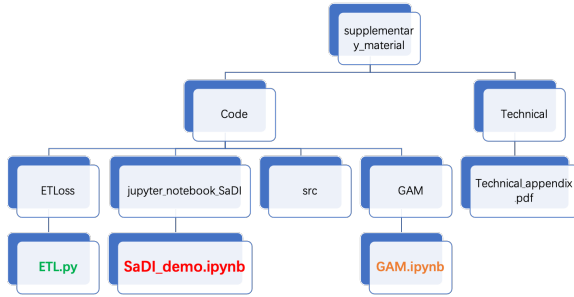 supplementar
y_material
Code
Technical
ETLoss
jupyter_notebook_SaDI
src
GAM
Technical_appendix
.pdf
ETL.py
SaDI_demo.ipynb
GAM.ipynb